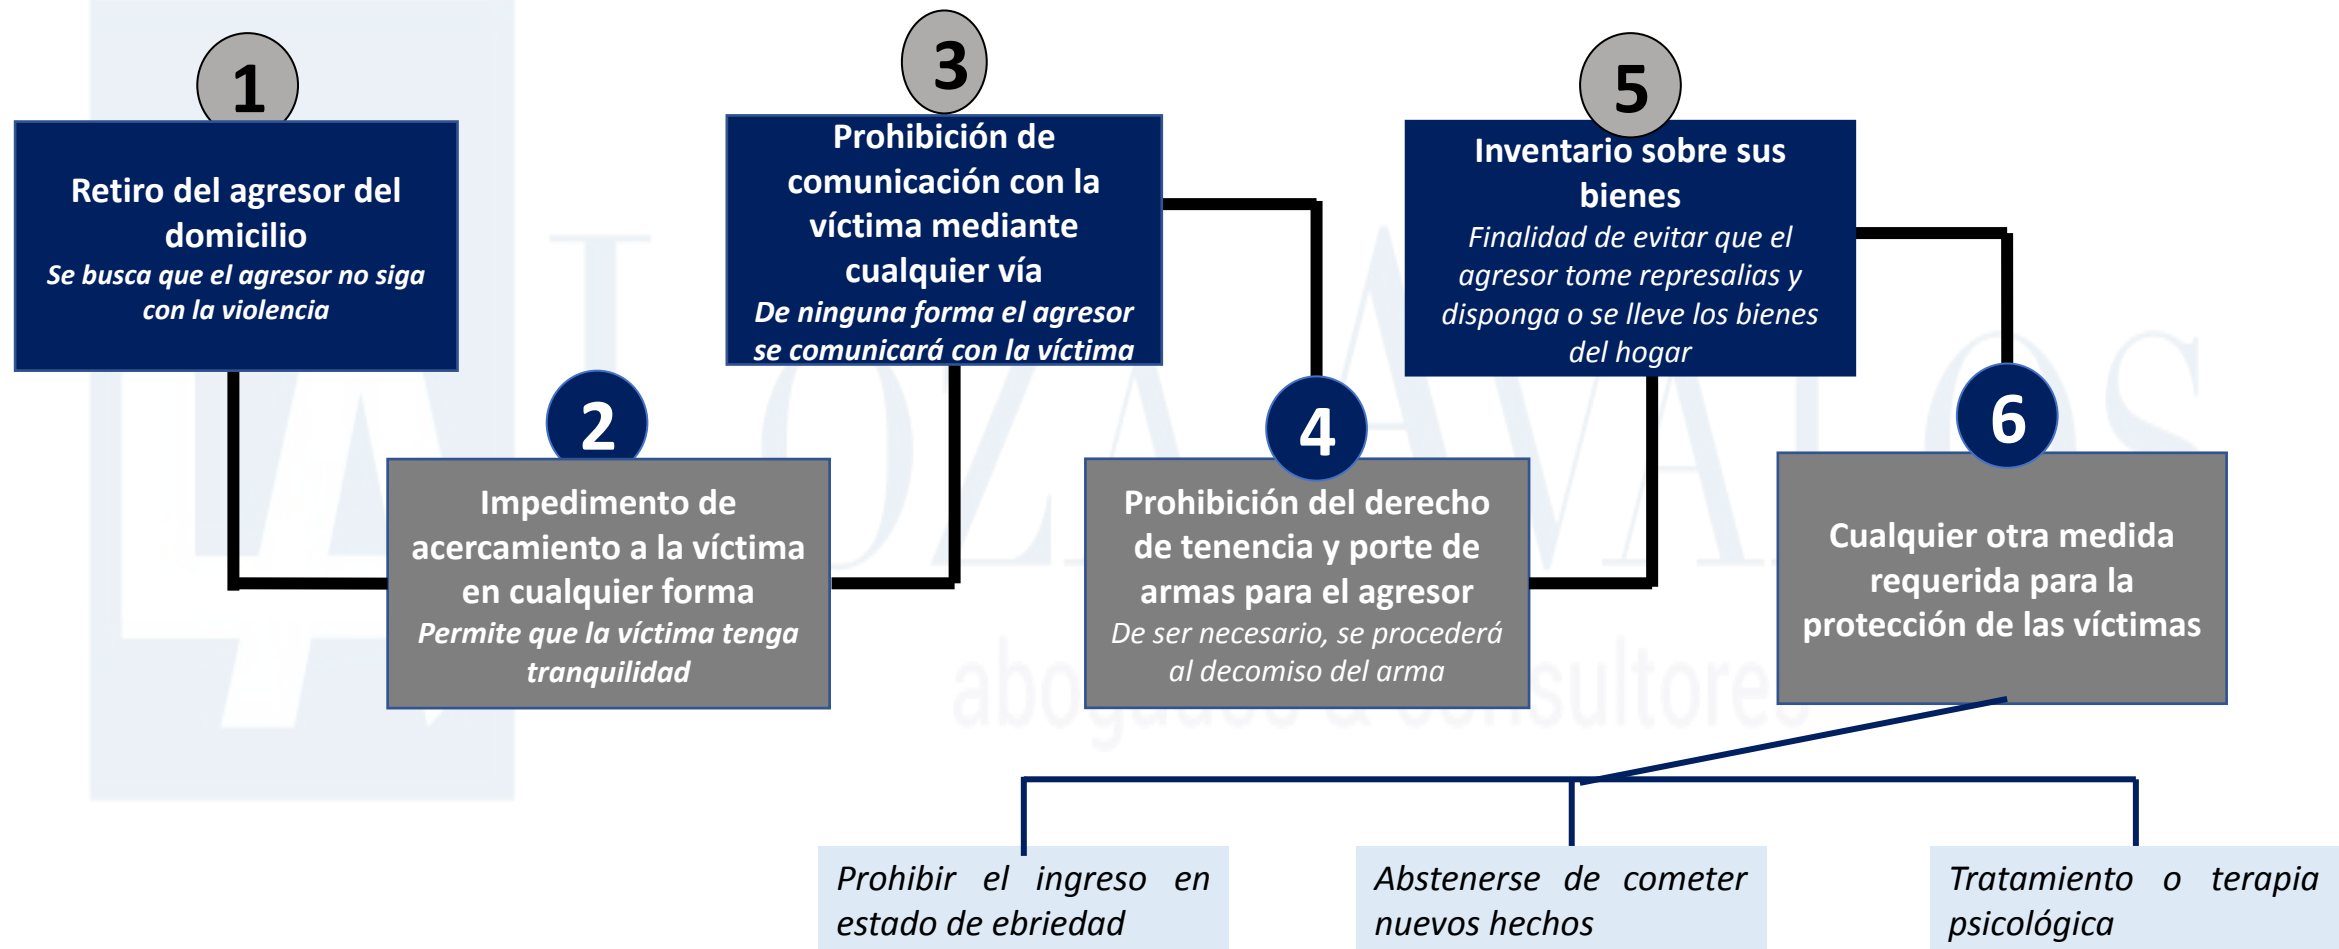 1
Retiro del agresor del
domicilio
Se busca que el agresor no siga
con la violencia
2
Impedimento de
acercamiento a la víctima
en cualquier forma
Permite que la víctima tenga
tranquilidad
3
Prohibición de
comunicación con la
víctima mediante
cualquier vía
De ninguna forma el agresor
se comunicará con la víctima
4
Prohibición del derecho
de tenencia y porte de
armas para el agresor
De ser necesario, se procederá
al decomiso del arma
5
Inventario sobre sus
bienes
Finalidad de evitar que el
agresor tome represalias y
disponga o se lleve los bienes
del hogar
6
Cualquier otra medida
requerida para la
protección de las víctimas
Prohibir el ingreso en
estado de ebriedad
Abstenerse de cometer
nuevos hechos
Tratamiento o terapia
psicológica